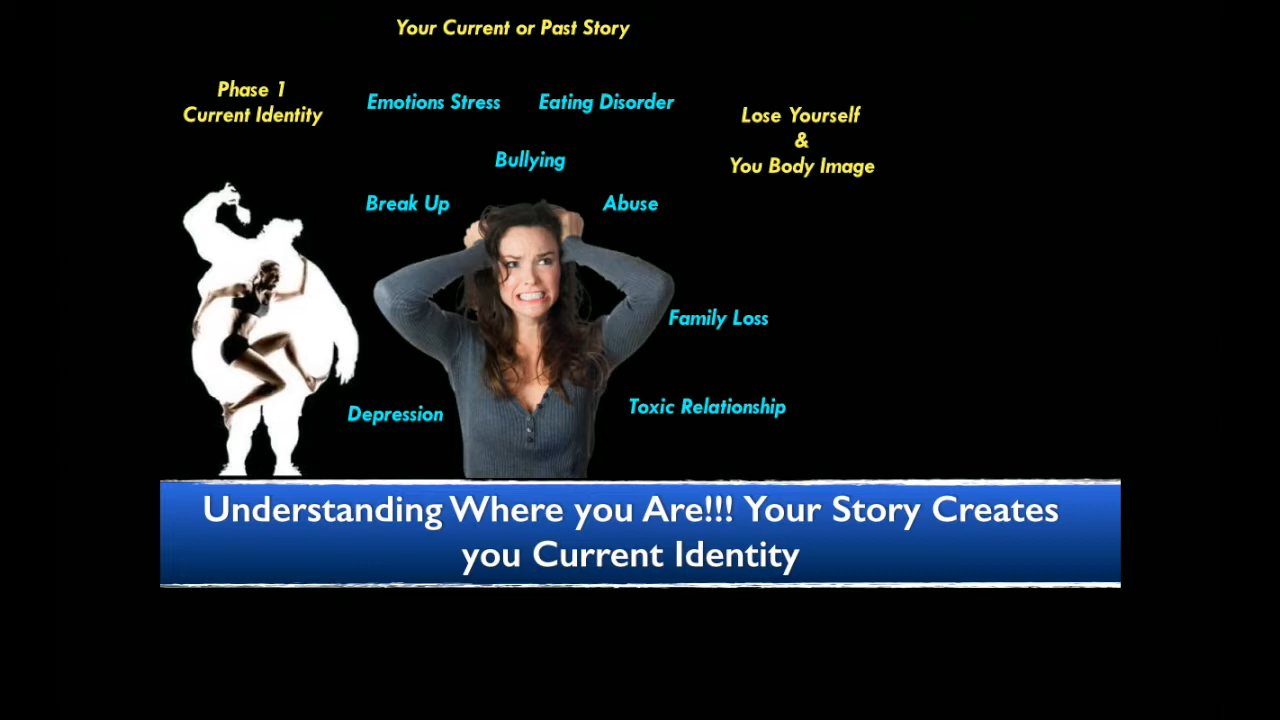 Your Current or Past Story
Phase 1
Current Identity
Emotions Stress
Eating Disorder
Lose Yourself
&
You Body Image
Bullying
Break Up
Abuse
Family Loss
Depression
Toxic Relationship
Understanding Where you Are!!! Your Story Creates
you Current Identity